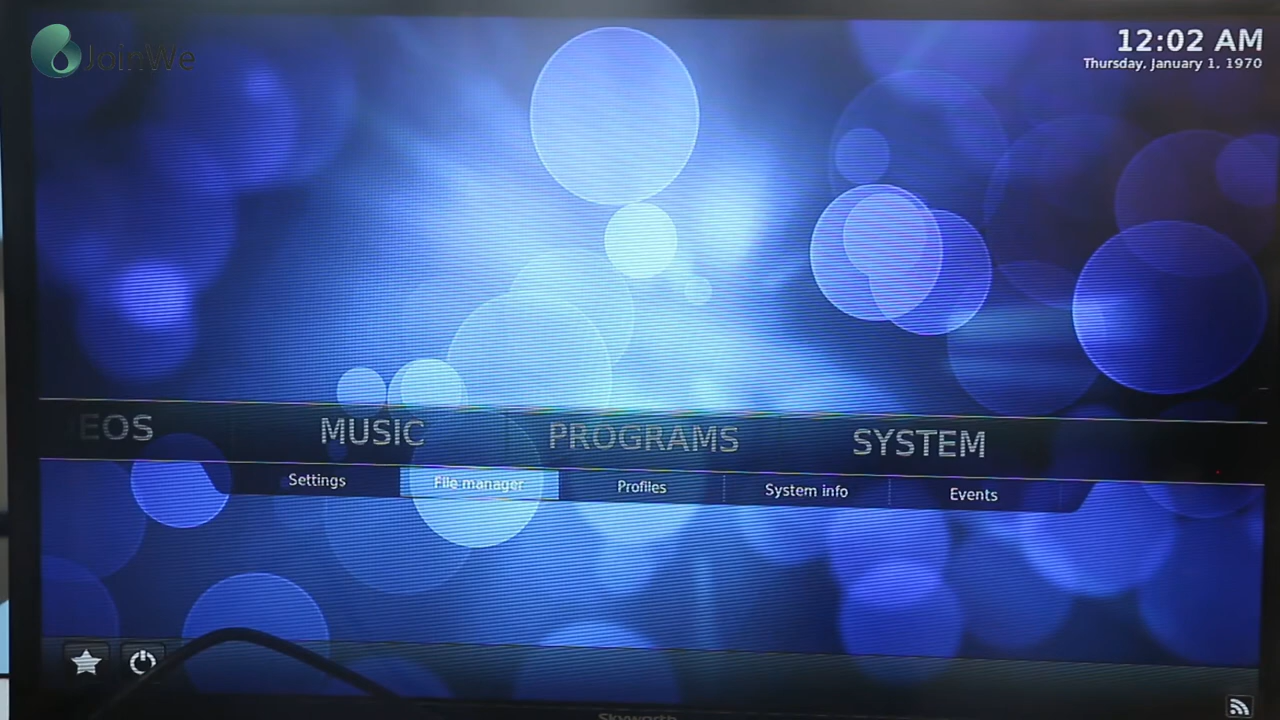 JoinWe
12:02 AM
Thursday, January 1, 1970
EOS MUSIC PROGRAMS SYSTEM
Settings File manager Profiles System info Events
Skyworth